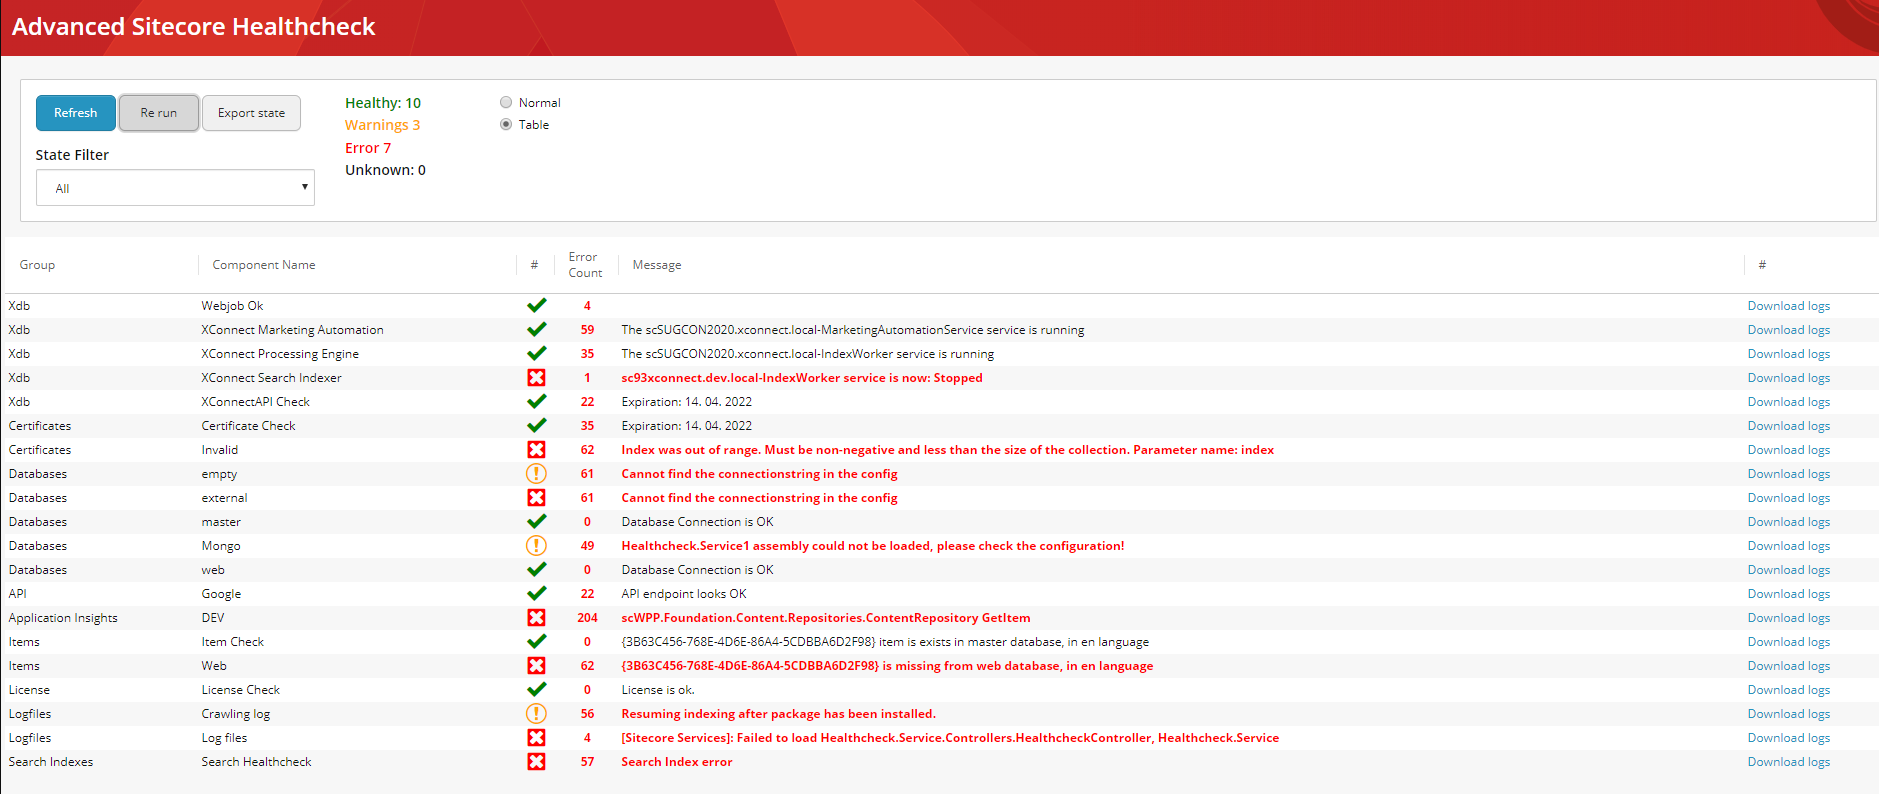 Advanced Sitecore Healthcheck
Refresh Re run Export state
Healthy: 10
Warnings 3
Error 7
Unknown: 0
Normal
Table
State Filter
All
Group Component Name # Error Count Message #
Xdb Webjob Ok 4 Download logs
Xdb XConnect Marketing Automation 59 The scSUGCON2020.xconnect.local-MarketingAutomationService service is running Download logs
Xdb XConnect Processing Engine 35 The scSUGCON2020.xconnect.local-IndexWorker service is running Download logs
Xdb XConnect Search Indexer 1 sc93xconnect.dev.local-IndexWorker service is now: Stopped Download logs
Xdb XConnectAPI Check 22 Expiration: 14. 04. 2022 Download logs
Certificates Certificate Check 35 Expiration: 14. 04. 2022 Download logs
Certificates Invalid 62 Index was out of range. Must be non-negative and less than the size of the collection. Parameter name: index Download logs
Databases empty 61 Cannot find the connectionstring in the config Download logs
Databases external 61 Cannot find the connectionstring in the config Download logs
Databases master 0 Database Connection is OK Download logs
Databases Mongo 49 Healthcheck.Service1 assembly could not be loaded, please check the configuration! Download logs
Databases web 0 Database Connection is OK Download logs
API Google 22 API endpoint looks OK Download logs
Application Insights DEV 204 scWPP.Foundation.Content.Repositories.ContentRepository GetItem Download logs
Items Item Check 0 {3B63C456-768E-4D6E-86A4-5CDBBA6D2F98} item is exists in master database, in en language Download logs
Items Web 62 {3B63C456-768E-4D6E-86A4-5CDBBA6D2F98} is missing from web database, in en language Download logs
License License Check 0 License is ok. Download logs
Logfiles Crawling log 56 Resuming indexing after package has been installed. Download logs
Logfiles Log files 4 [Sitecore Services]: Failed to load Healthcheck.Service.Controllers.HealthcheckController, Healthcheck.Service Download logs
Search Indexes Search Healthcheck 57 Search Index error Download logs